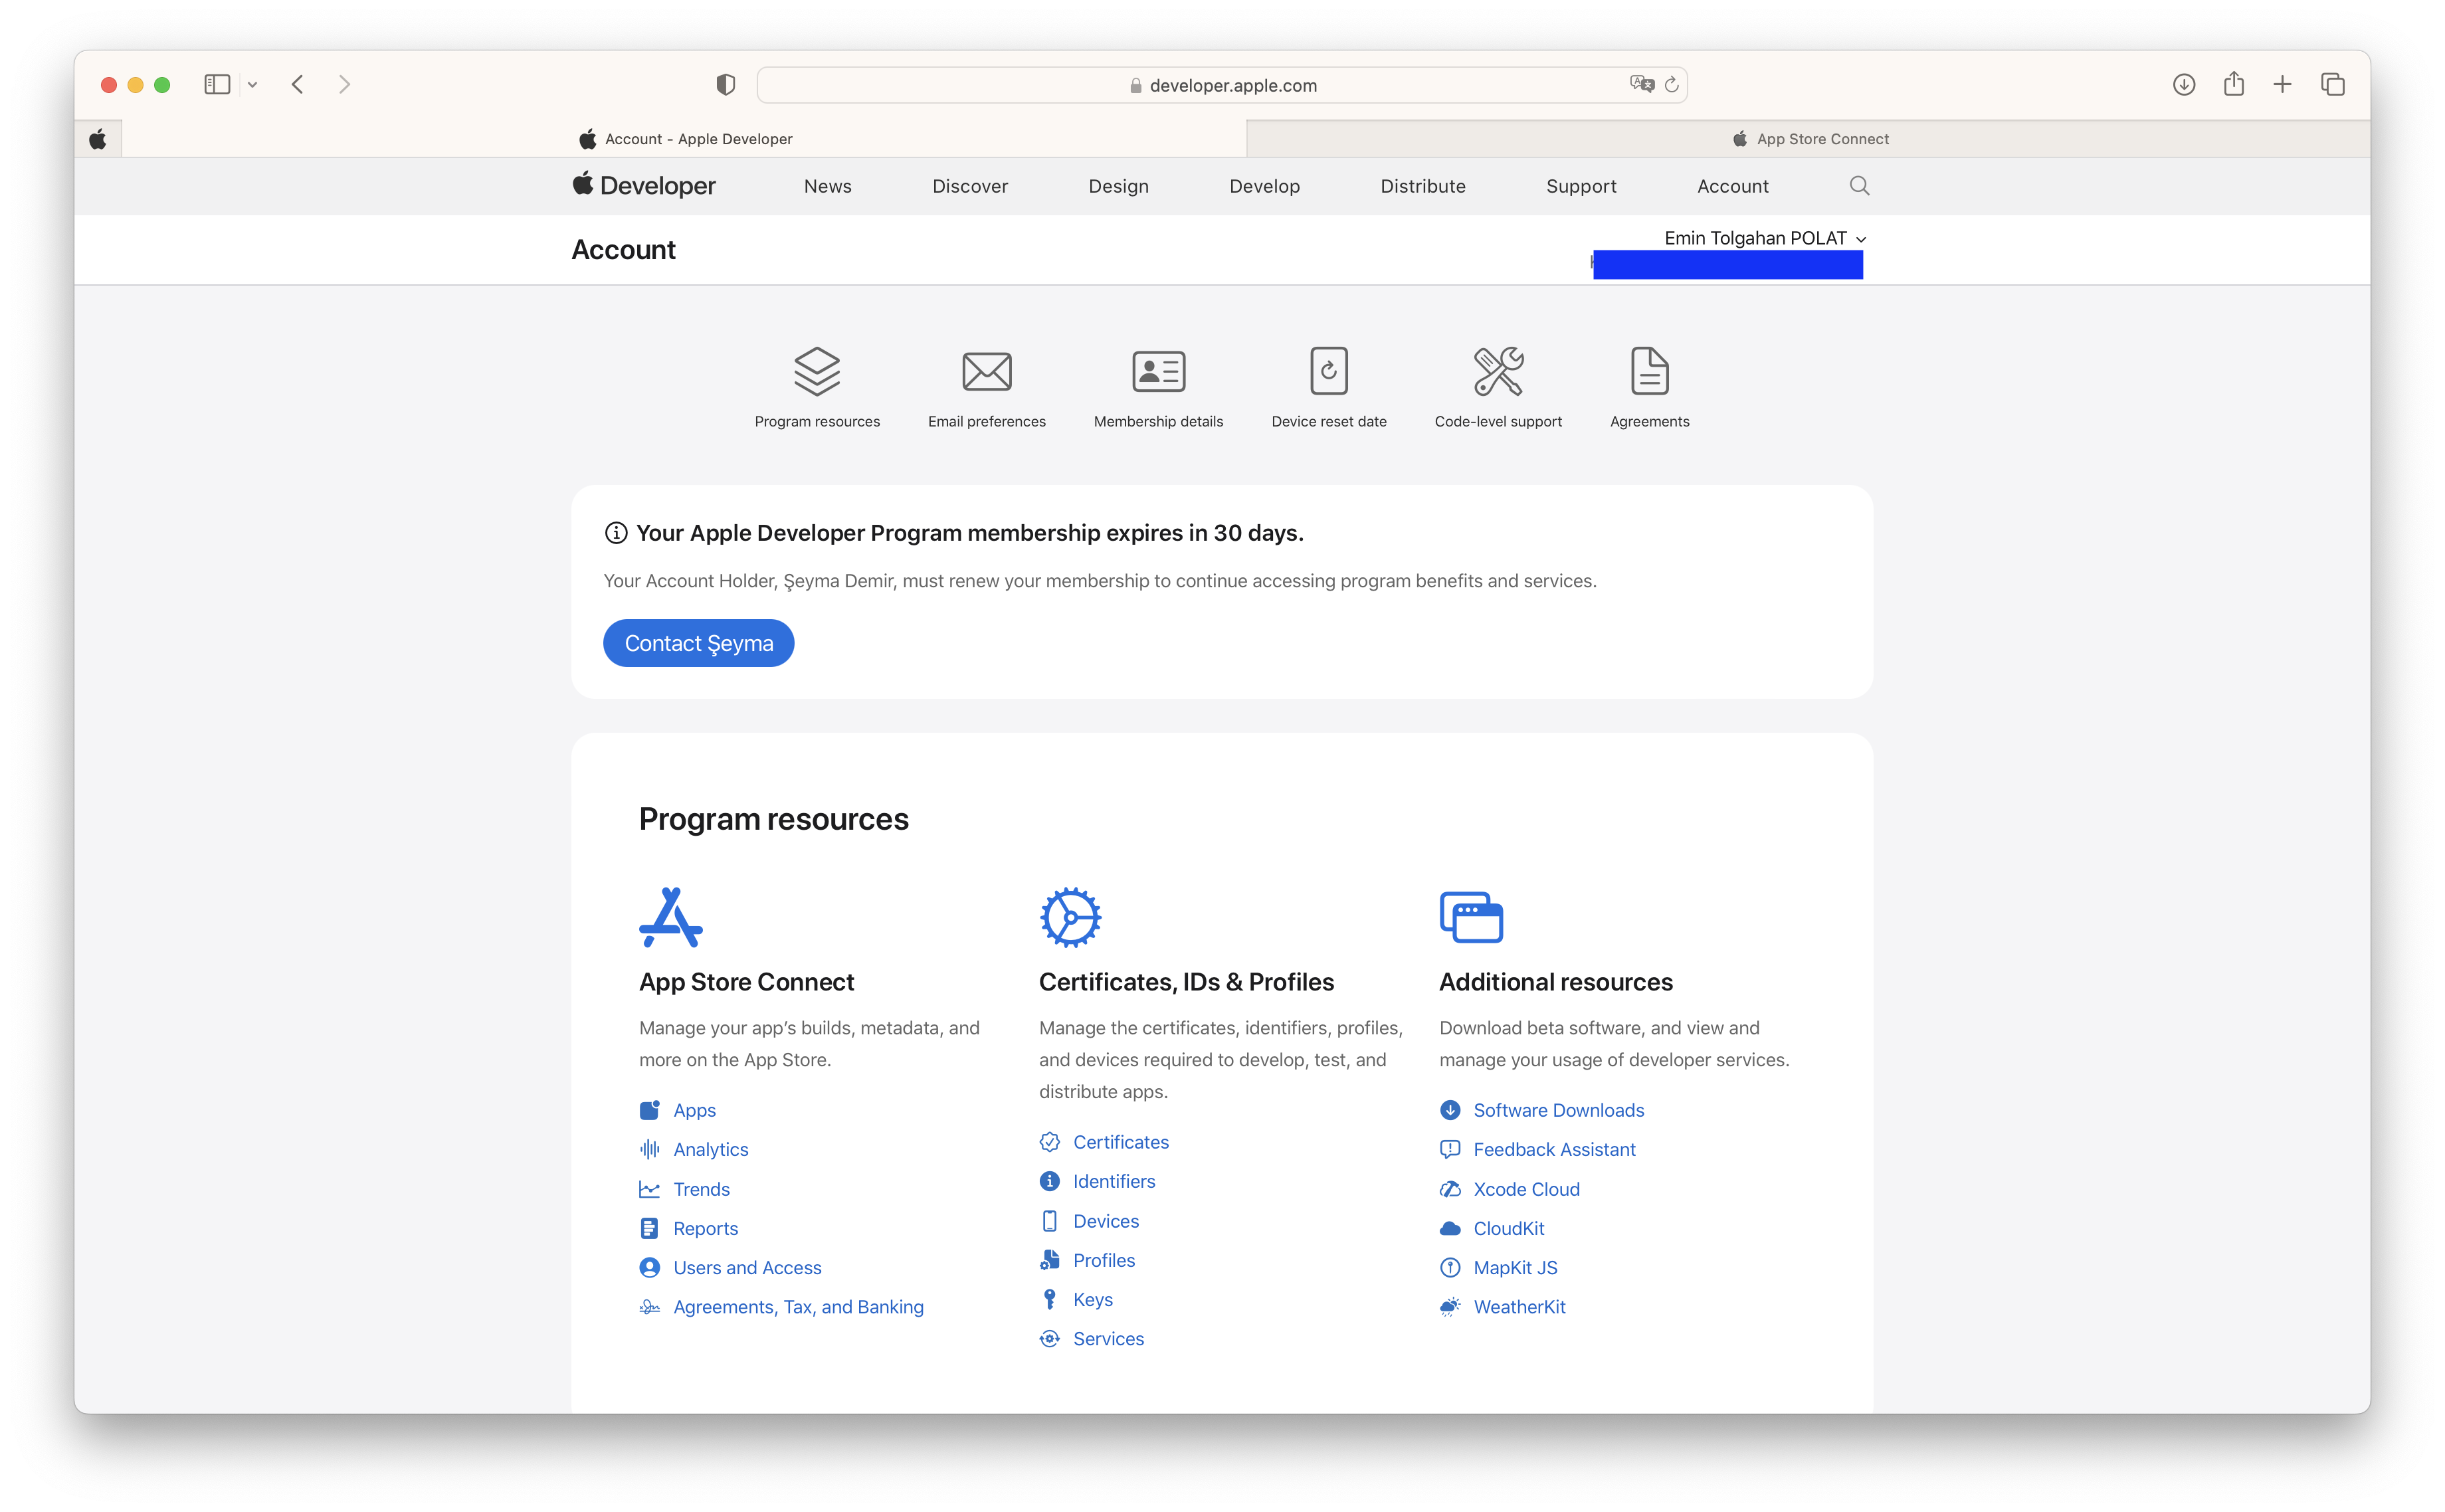 developer.apple.com
Account - Apple Developer
App Store Connect
Developer
News
Discover
Design
Develop
Distribute
Support
Account
Account
Emin Tolgahan POLAT
Program resources
Email preferences
Membership details
Device reset date
Code-level support
Agreements
Your Apple Developer Program membership expires in 30 days.
Your Account Holder, Şeyma Demir, must renew your membership to continue accessing program benefits and services.
Contact Şeyma
Program resources
App Store Connect
Manage your app’s builds, metadata, and
more on the App Store.
Apps
Analytics
Trends
Reports
Users and Access
Agreements, Tax, and Banking
Certificates, IDs & Profiles
Manage the certificates, identifiers, profiles,
and devices required to develop, test, and
distribute apps.
Certificates
Identifiers
Devices
Profiles
Keys
Services
Additional resources
Download beta software, and view and
manage your usage of developer services.
Software Downloads
Feedback Assistant
Xcode Cloud
CloudKit
MapKit JS
WeatherKit